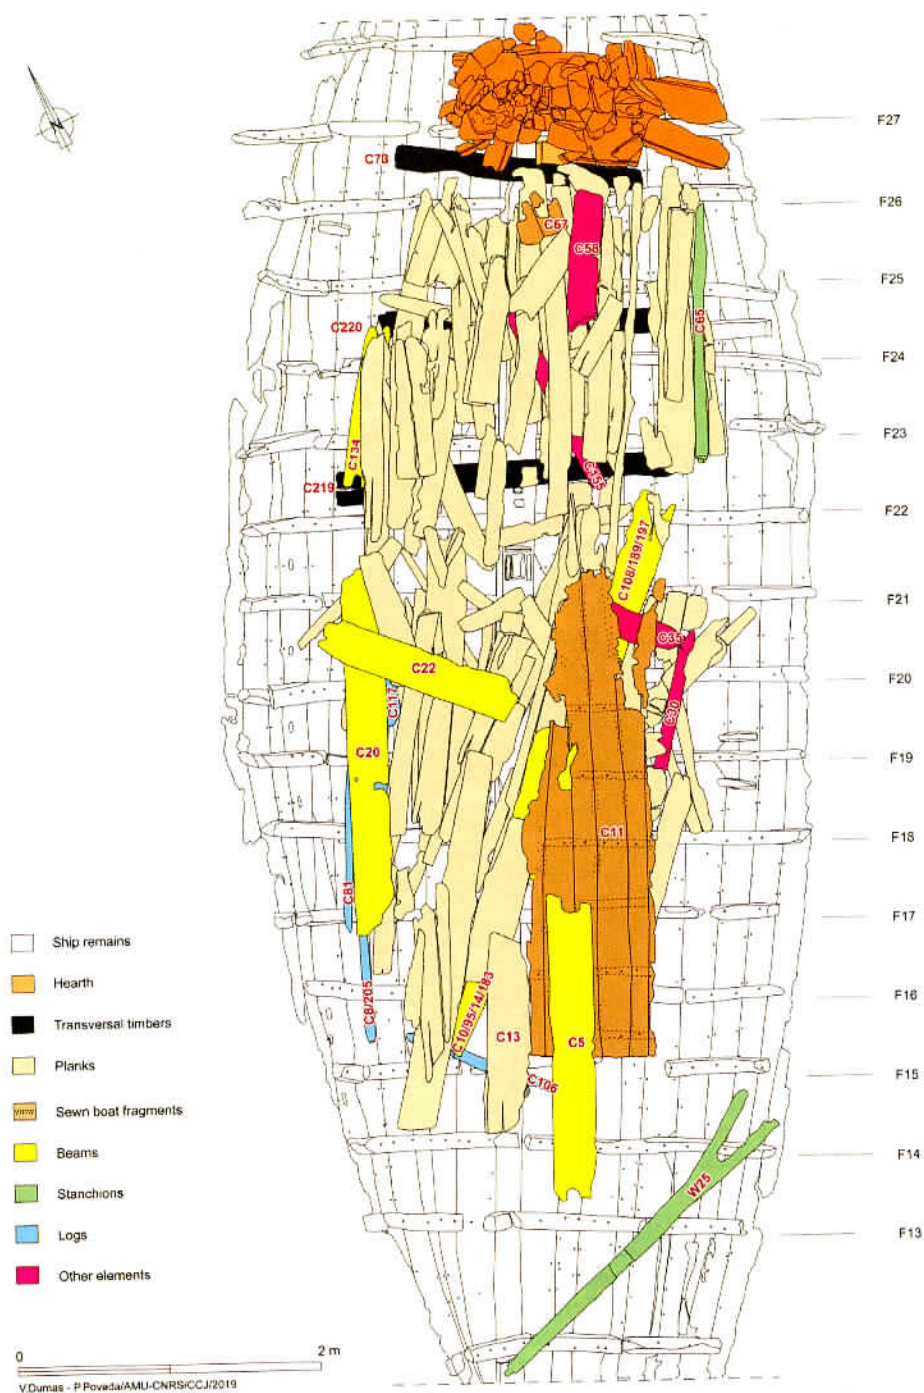 N
F27
C78
F26
C67
C58
F25
C65
C220
F24
F23
C134
C155
C219
F22
C108/189/197
F21
C35
C22
F20
C117
C30
C20
F19
C11
F18
C81
F17
Ship remains
Hearth
F16
C8/205
C10/95/14/183
Transversal timbers
C13
C5
Planks
C106
F15
Sewn boat fragments
Beams
F14
Stanchions
W25
Logs
F13
Other elements
0 2 m
V.Dumas - P.Poveda/AMU-CNRS/CCJ/2019